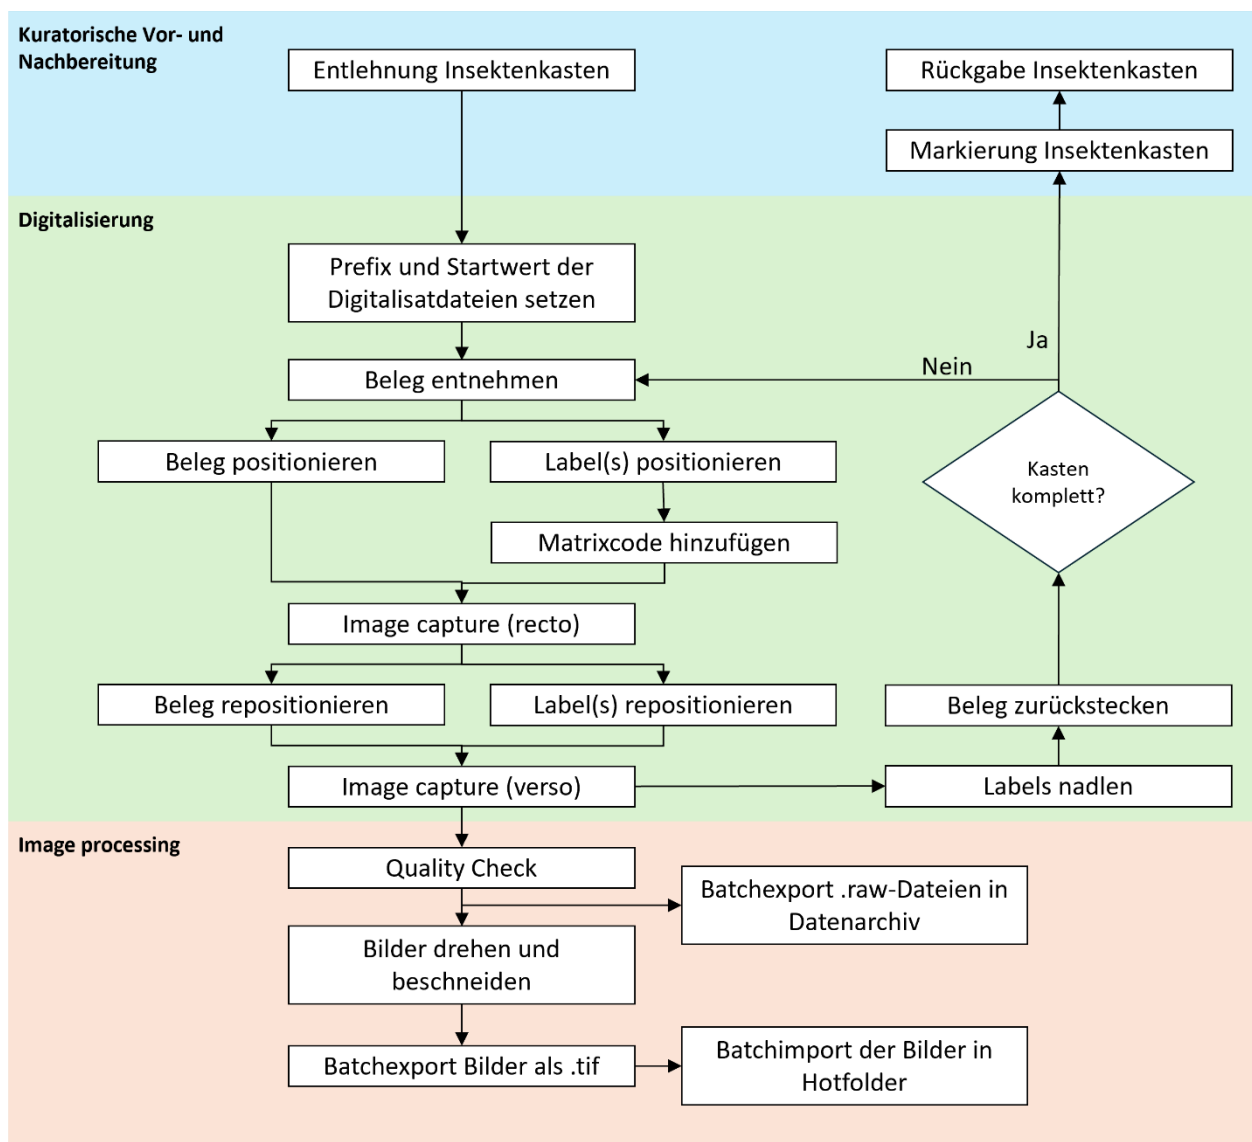 Kuratorische Vor- und
Nachbereitung
Entlehnung Insektenkasten
Rückgabe Insektenkasten
Markierung Insektenkasten
Digitalisierung
Prefix und Startwert der
Digitalisatdateien setzen
Ja
Nein
Beleg entnehmen
Beleg positionieren
Label(s) positionieren
Kasten
komplett?
Matrixcode hinzufügen
Image capture (recto)
Beleg repositionieren
Label(s) repositionieren
Beleg zurückstecken
Image capture (verso)
Labels nadlen
Image processing
Quality Check
Batchexport .raw-Dateien in
Datenarchiv
Bilder drehen und
beschneiden
Batchexport Bilder als .tif
Batchimport der Bilder in
Hotfolder